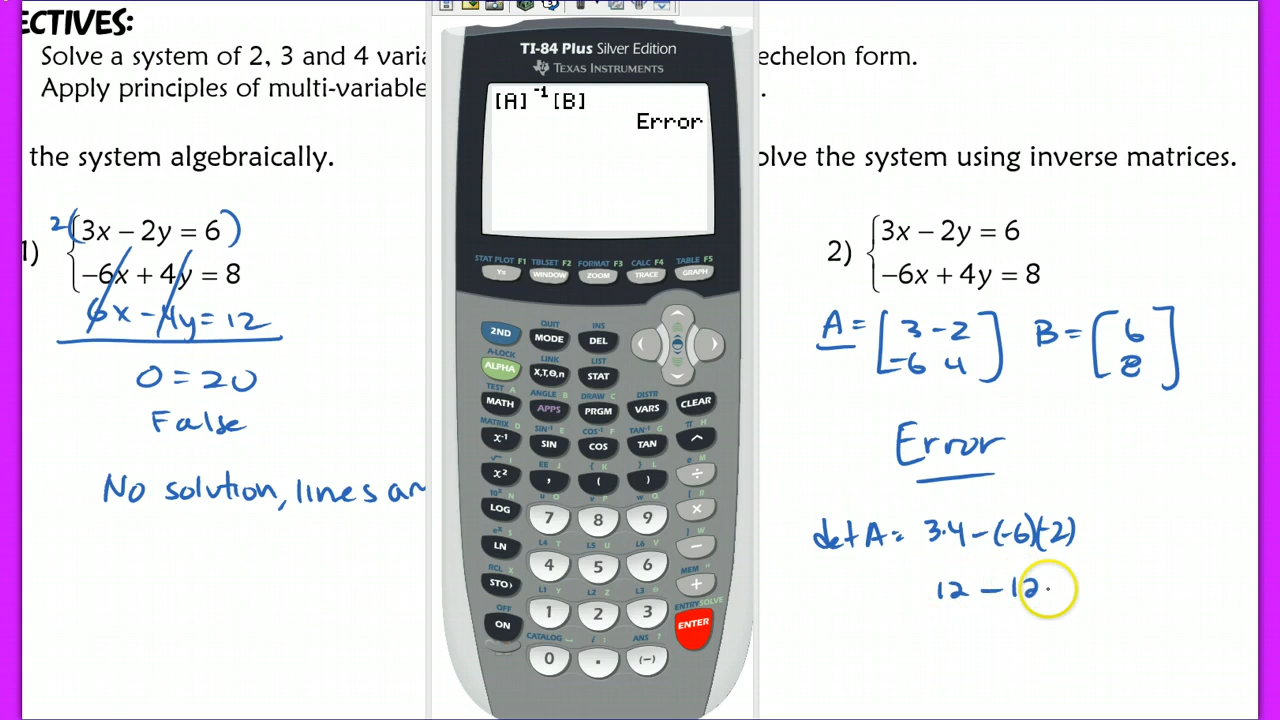 ECTIVES:
Solve a system of 2, 3 and 4 varia
echelon form.
Apply principles of multi-variable
.
the system algebraically.
1)
2(3x − 2y = 6)
−6x + 4y = 8
6x − 4y = 12
0 = 20
False
No solution, lines ar
TI-84 Plus Silver Edition
TEXAS INSTRUMENTS
[A]⁻¹[B]
Error
STAT PLOT F1 TBLSET F2 FORMAT F3 CALC F4 TABLE F5
Y= WINDOW ZOOM TRACE GRAPH
QUIT INS
2ND MODE DEL
A-LOCK LINK LIST
ALPHA X,T,Θ,n STAT
TEST A ANGLE B DRAW C DISTR
MATH APPS PRGM VARS CLEAR
MATRIX D SIN⁻¹ E COS⁻¹ F TAN⁻¹ G π H
x⁻¹ SIN COS TAN ^
√ I EE J { K } L e M
x² , ( ) ÷
10ˣ N u O v P w Q [ R
LOG 7 8 9 ×
eˣ S L4 T L5 U L6 V ] W
LN 4 5 6 −
RCL X L1 Y L2 Z L3 θ MEM "
STO› 1 2 3 +
OFF CATALOG ⎵ i : ANS ? ENTRY SOLVE
ON 0 . (−) ENTER
olve the system using inverse matrices.
2)
3x − 2y = 6
−6x + 4y = 8
A = [3 −2
−6 4]
B = [6
8]
Error
det A = 3·4 − (−6)(−2)
12 − 12